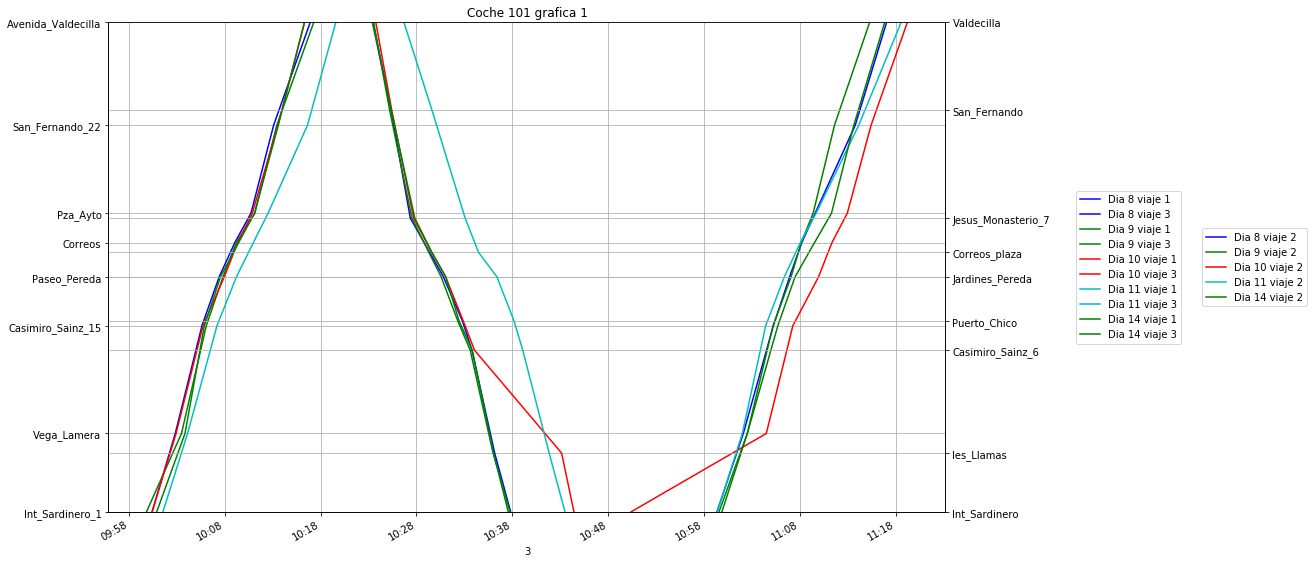 Coche 101 grafica 1
Avenida_Valdecilla
San_Fernando_22
Pza_Ayto
Correos
Paseo_Pereda
Casimiro_Sainz_15
Vega_Lamera
Int_Sardinero_1
Valdecilla
San_Fernando
Jesus_Monasterio_7
Correos_plaza
Jardines_Pereda
Puerto_Chico
Casimiro_Sainz_6
Ies_Llamas
Int_Sardinero
09:58
10:08
10:18
10:28
10:38
10:48
10:58
11:08
11:18
3
Dia 8 viaje 1
Dia 8 viaje 3
Dia 9 viaje 1
Dia 9 viaje 3
Dia 10 viaje 1
Dia 10 viaje 3
Dia 11 viaje 1
Dia 11 viaje 3
Dia 14 viaje 1
Dia 14 viaje 3
Dia 8 viaje 2
Dia 9 viaje 2
Dia 10 viaje 2
Dia 11 viaje 2
Dia 14 viaje 2